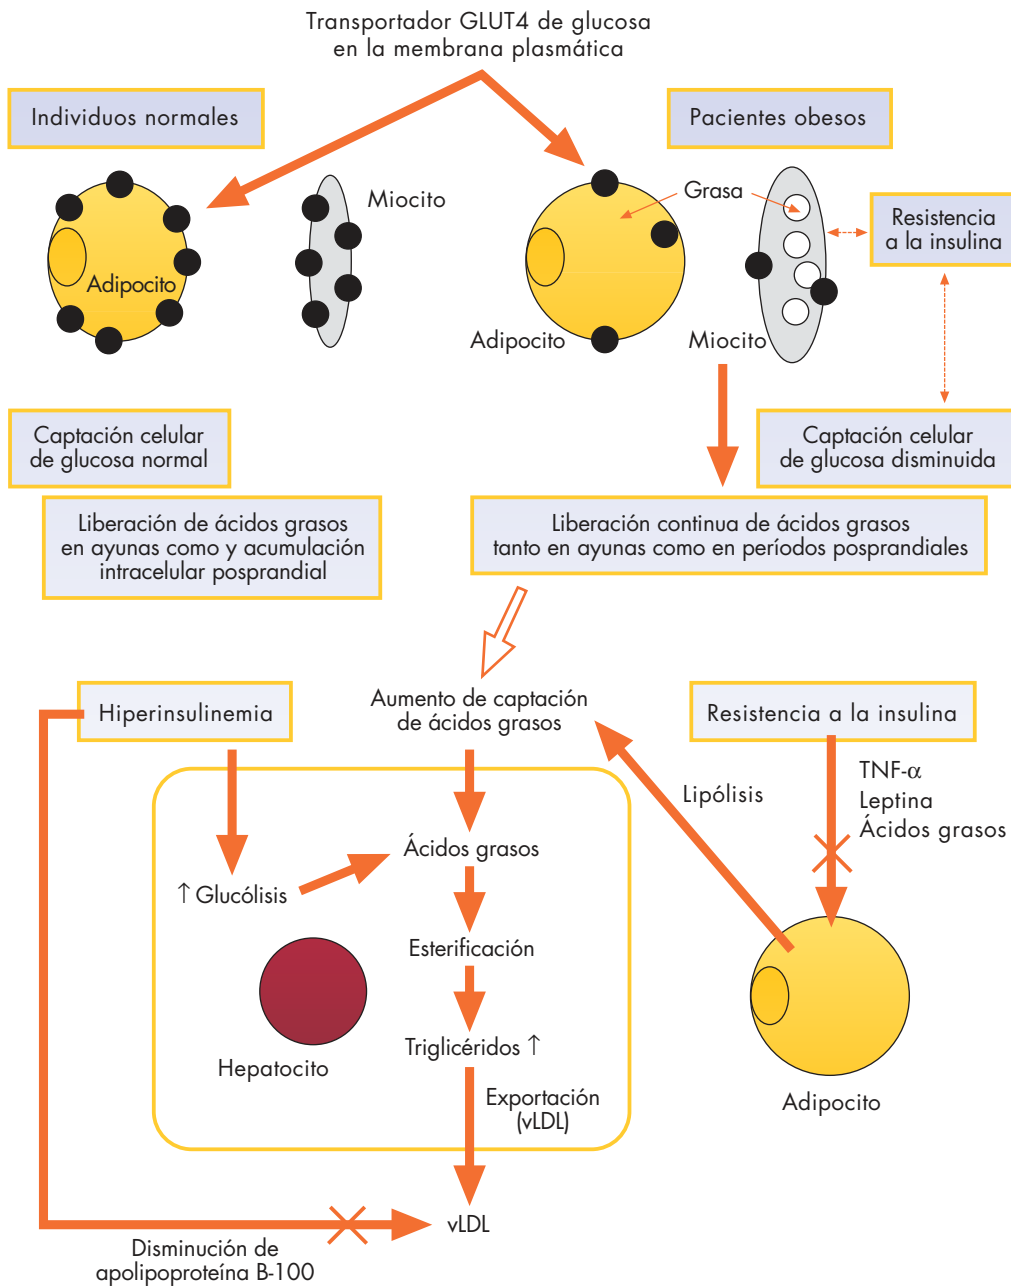 Transportador GLUT4 de glucosa
en la membrana plasmática
Individuos normales
Pacientes obesos
Miocito
Adipocito
Grasa
Resistencia
a la insulina
Adipocito
Miocito
Captación celular
de glucosa normal
Captación celular
de glucosa disminuida
Liberación de ácidos grasos
en ayunas como y acumulación
intracelular posprandial
Liberación continua de ácidos grasos
tanto en ayunas como en períodos posprandiales
Hiperinsulinemia
Aumento de captación
de ácidos grasos
Resistencia a la insulina
Lipólisis
TNF-α
Leptina
Ácidos grasos
Ácidos grasos
↑ Glucólisis
Esterificación
Hepatocito
Triglicéridos ↑
Exportación
(vLDL)
Adipocito
vLDL
Disminución de
apolipoproteína B-100